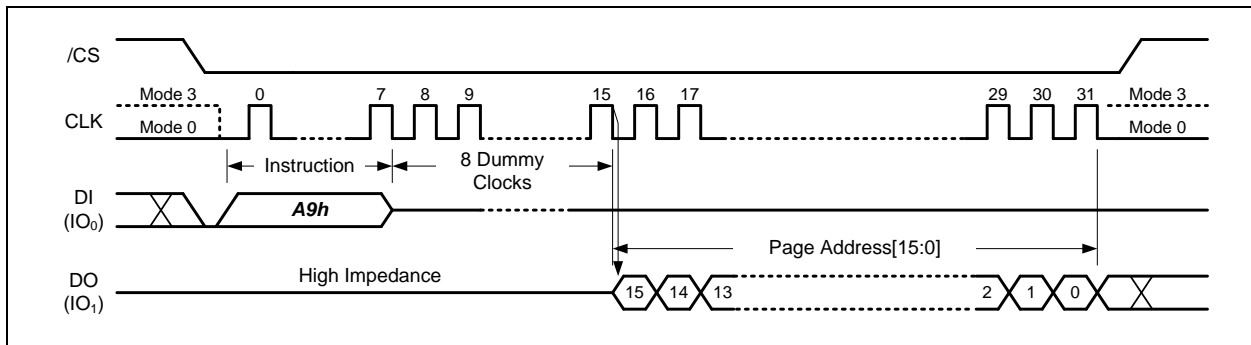 /CS
Mode 3 0 7 8 9 15 16 17 29 30 31 Mode 3
CLK
Mode 0 Mode 0
Instruction 8 Dummy
Clocks
DI
(IO₀)
A9h
Page Address[15:0]
High Impedance
DO
(IO₁)
15 14 13 2 1 0